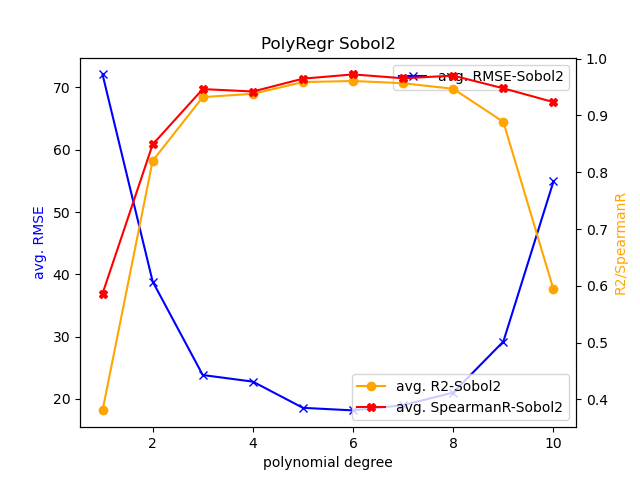 PolyRegr Sobol2
avg. RMSE-Sobol2
70
60
50
40
30
20
avg. RMSE
1.0
0.9
0.8
0.7
0.6
0.5
0.4
R2/SpearmanR
avg. R2-Sobol2
avg. SpearmanR-Sobol2
2 4 6 8 10
polynomial degree